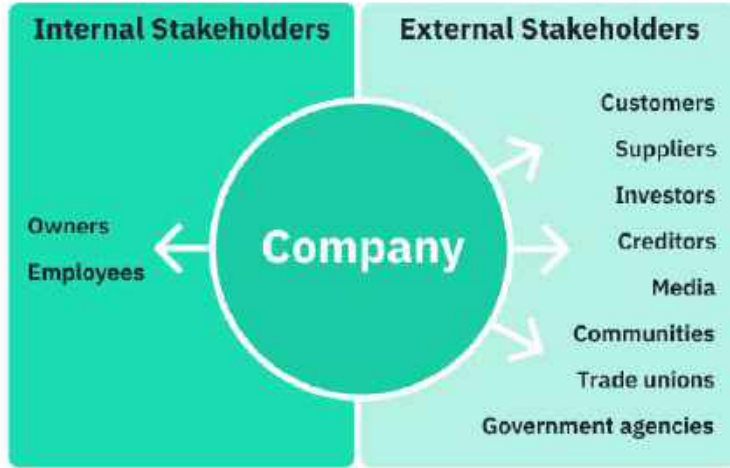 Internal Stakeholders
External Stakeholders
Owners
Employees
Company
Customers
Suppliers
Investors
Creditors
Media
Communities
Trade unions
Government agencies